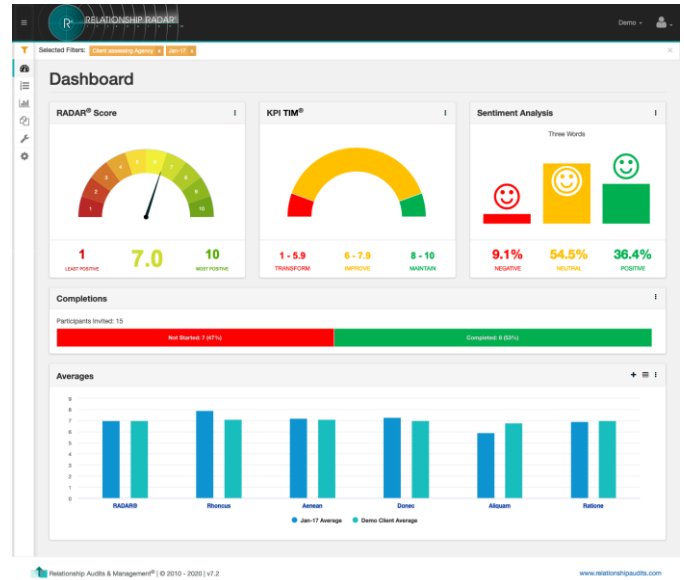 R
RELATIONSHIP RADAR
Demo
Selected Filters: Client assessing Agency x Jan-17 x
Dashboard
RADAR® Score
1 2 3 4 5 6 7 8 9 10
1 7.0 10
LEAST POSITIVE MOST POSITIVE
KPI TIM®
1 - 5.9 6 - 7.9 8 - 10
TRANSFORM IMPROVE MAINTAIN
Sentiment Analysis
Three Words
9.1% 54.5% 36.4%
NEGATIVE NEUTRAL POSITIVE
Completions
Participants Invited: 15
Not Started: 7 (47%) Completed: 8 (53%)
Averages
9
8
7
6
5
4
3
2
1
0
RADAR® Rhoncus Aenean Donec Aliquam Ratione
Jan-17 Average Demo Client Average
Relationship Audits & Management® | © 2010 - 2020 | v7.2 www.relationshipaudits.com